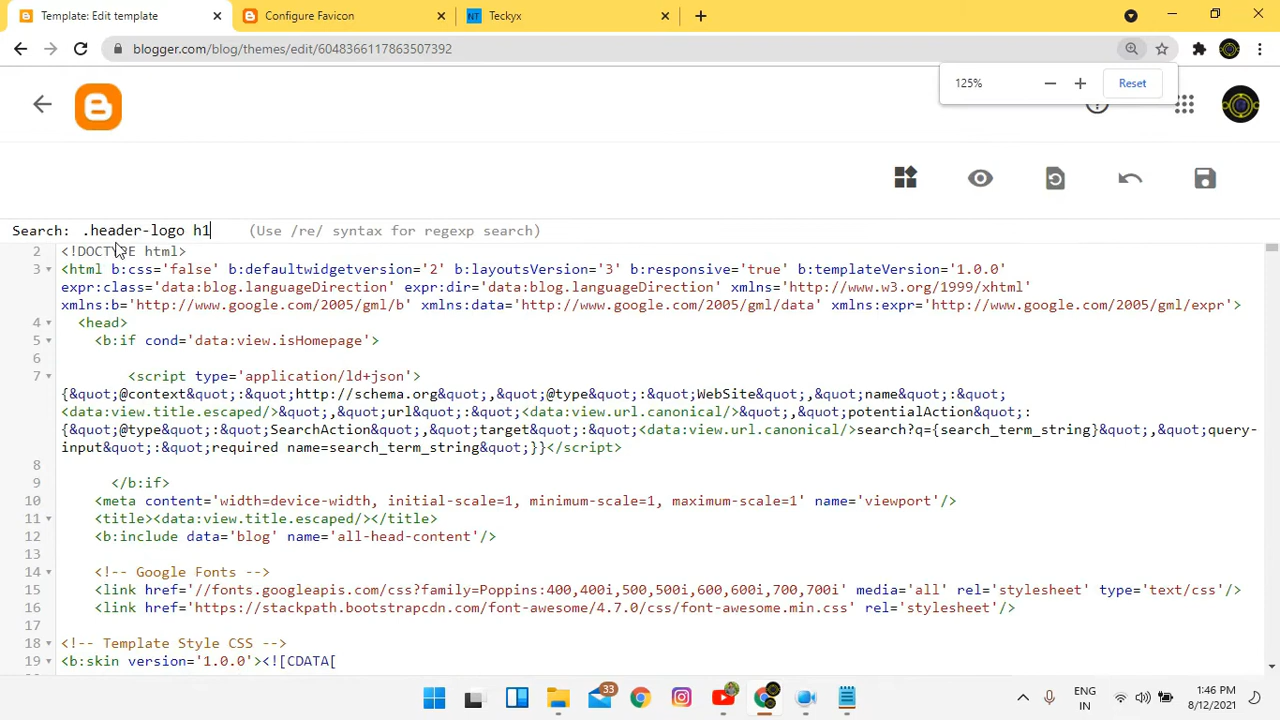 Template: Edit template
Configure Favicon
NT Teckyx
blogger.com/blog/themes/edit/6048366117863507392
125% Reset
Search: .header-logo h1 (Use /re/ syntax for regexp search)
2 <!DOCTYPE html>
3 <html b:css='false' b:defaultwidgetversion='2' b:layoutsVersion='3' b:responsive='true' b:templateVersion='1.0.0'
expr:class='data:blog.languageDirection' expr:dir='data:blog.languageDirection' xmlns='http://www.w3.org/1999/xhtml'
xmlns:b='http://www.google.com/2005/gml/b' xmlns:data='http://www.google.com/2005/gml/data' xmlns:expr='http://www.google.com/2005/gml/expr'>
4 <head>
5 <b:if cond='data:view.isHomepage'>
6
7 <script type='application/ld+json'>
{&quot;@context&quot;:&quot;http://schema.org&quot;,&quot;@type&quot;:&quot;WebSite&quot;,&quot;name&quot;:&quot;
<data:view.title.escaped/>&quot;,&quot;url&quot;:&quot;<data:view.url.canonical/>&quot;,&quot;potentialAction&quot;:
{&quot;@type&quot;:&quot;SearchAction&quot;,&quot;target&quot;:&quot;<data:view.url.canonical/>search?q={search_term_string}&quot;,&quot;query-
input&quot;:&quot;required name=search_term_string&quot;}}</script>
8
9 </b:if>
10 <meta content='width=device-width, initial-scale=1, minimum-scale=1, maximum-scale=1' name='viewport'/>
11 <title><data:view.title.escaped/></title>
12 <b:include data='blog' name='all-head-content'/>
13
14 <!-- Google Fonts -->
15 <link href='//fonts.googleapis.com/css?family=Poppins:400,400i,500,500i,600,600i,700,700i' media='all' rel='stylesheet' type='text/css'/>
16 <link href='https://stackpath.bootstrapcdn.com/font-awesome/4.7.0/css/font-awesome.min.css' rel='stylesheet'/>
17
18 <!-- Template Style CSS -->
19 <b:skin version='1.0.0'><![CDATA[
33
ENG
IN
1:46 PM
8/12/2021